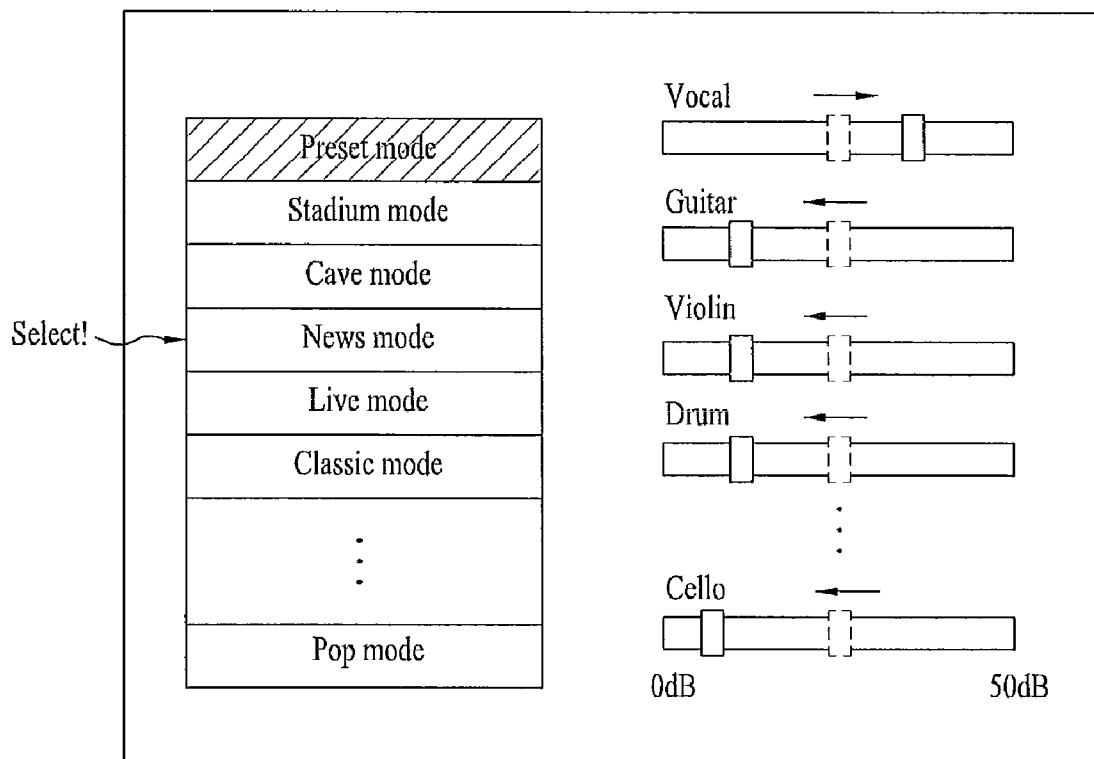 Preset mode
Stadium mode
Cave mode
Select!
News mode
Live mode
Classic mode
Pop mode
Vocal
Guitar
Violin
Drum
Cello
0dB 50dB